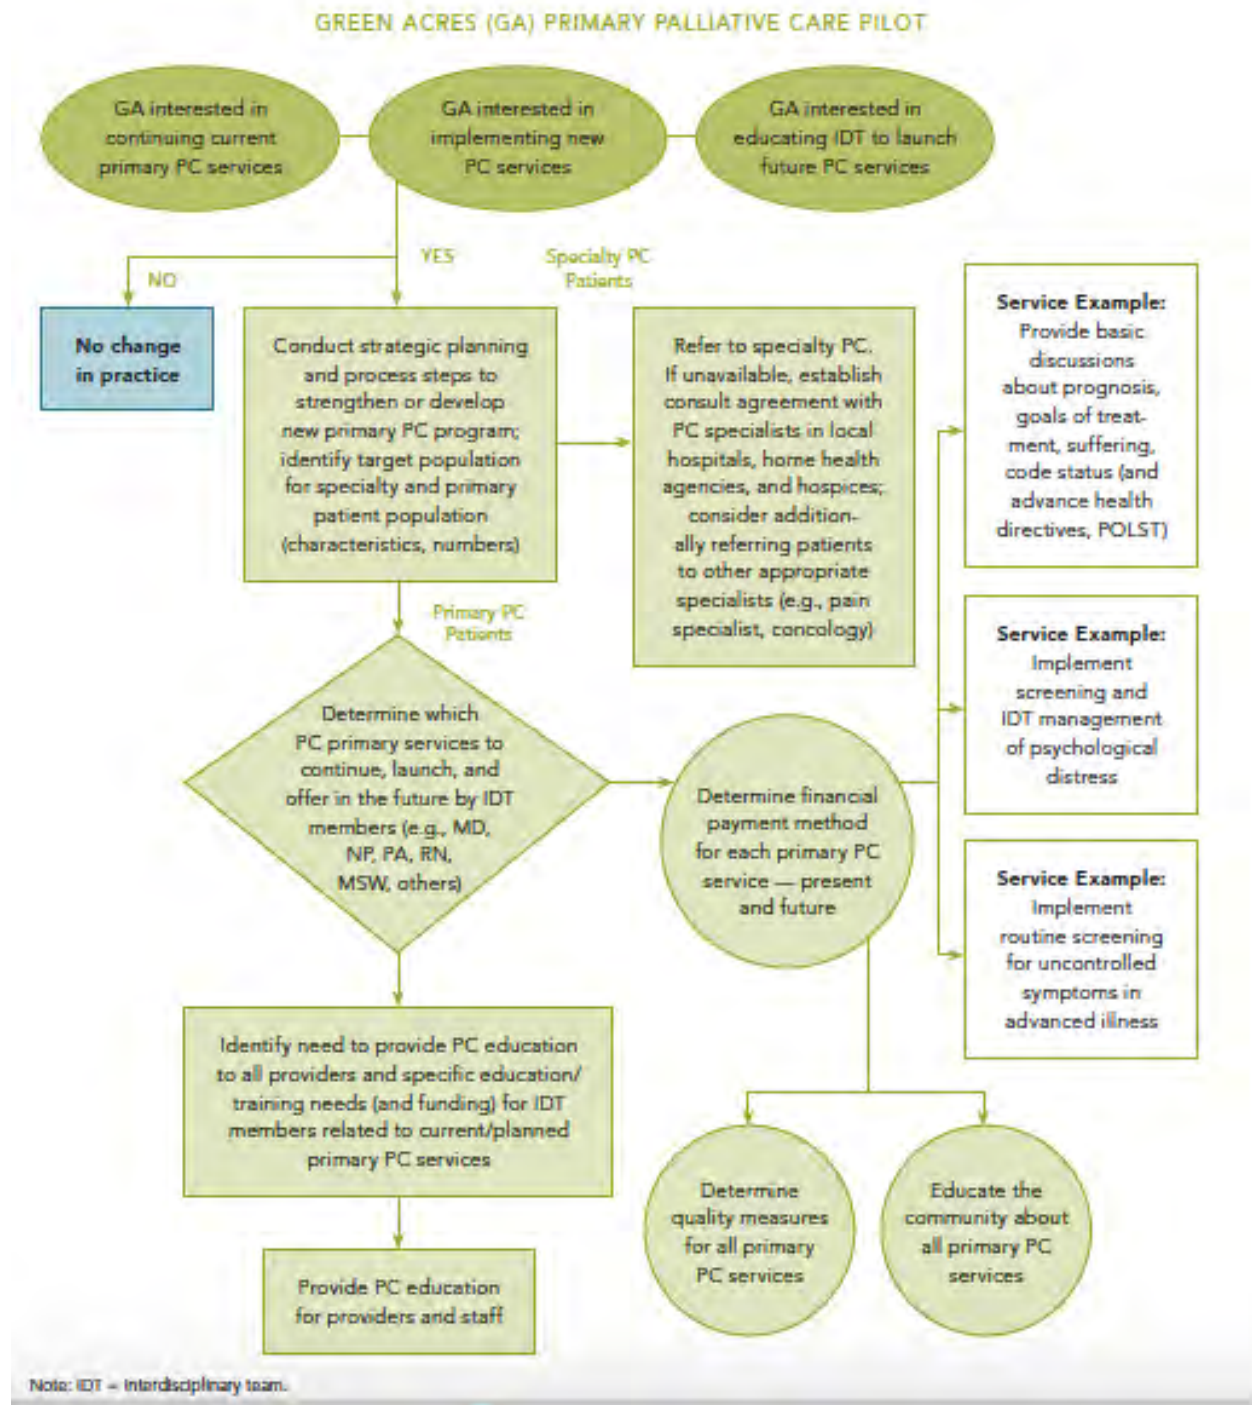 GREEN ACRES (GA) PRIMARY PALLIATIVE CARE PILOT
GA interested in
continuing current
primary PC services
GA interested in
implementing new
PC services
GA interested in
educating IDT to launch
future PC services
YES
NO
Specialty PC
Patients
No change
in practice
Conduct strategic planning
and process steps to
strengthen or develop
new primary PC program;
identify target population
for specialty and primary
patient population
(characteristics, numbers)
Refer to specialty PC.
If unavailable, establish
consult agreement with
PC specialists in local
hospitals, home health
agencies, and hospices;
consider addition-
ally referring patients
to other appropriate
specialists (e.g., pain
specialist, concology)
Service Example:
Provide basic
discussions
about prognosis,
goals of treat-
ment, suffering,
code status (and
advance health
directives, POLST)
Primary PC
Patients
Determine which
PC primary services to
continue, launch, and
offer in the future by IDT
members (e.g., MD,
NP, PA, RN,
MSW, others)
Determine financial
payment method
for each primary PC
service — present
and future
Service Example:
Implement
screening and
IDT management
of psychological
distress
Service Example:
Implement
routine screening
for uncontrolled
symptoms in
advanced illness
Identify need to provide PC education
to all providers and specific education/
training needs (and funding) for IDT
members related to current/planned
primary PC services
Provide PC education
for providers and staff
Determine
quality measures
for all primary
PC services
Educate the
community about
all primary PC
services
Note: IDT = Interdisciplinary team.